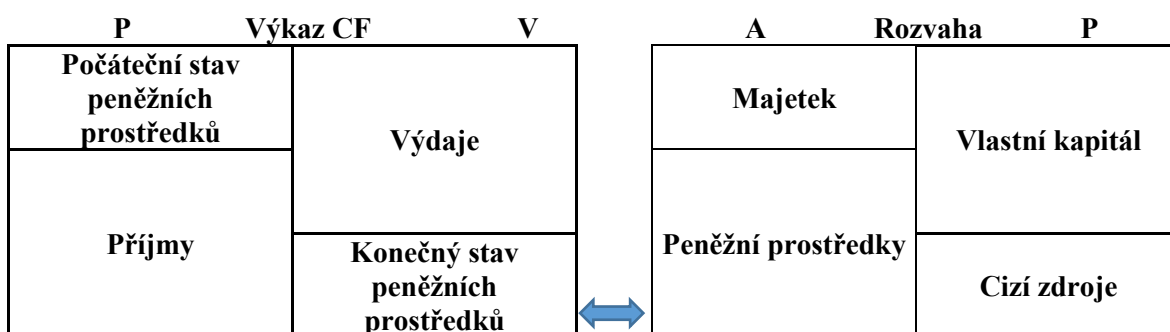 P Výkaz CF V
Počáteční stav
peněžních
prostředků
Výdaje
Příjmy
Konečný stav
peněžních
prostředků
A Rozvaha P
Majetek
Vlastní kapitál
Peněžní prostředky
Cizí zdroje